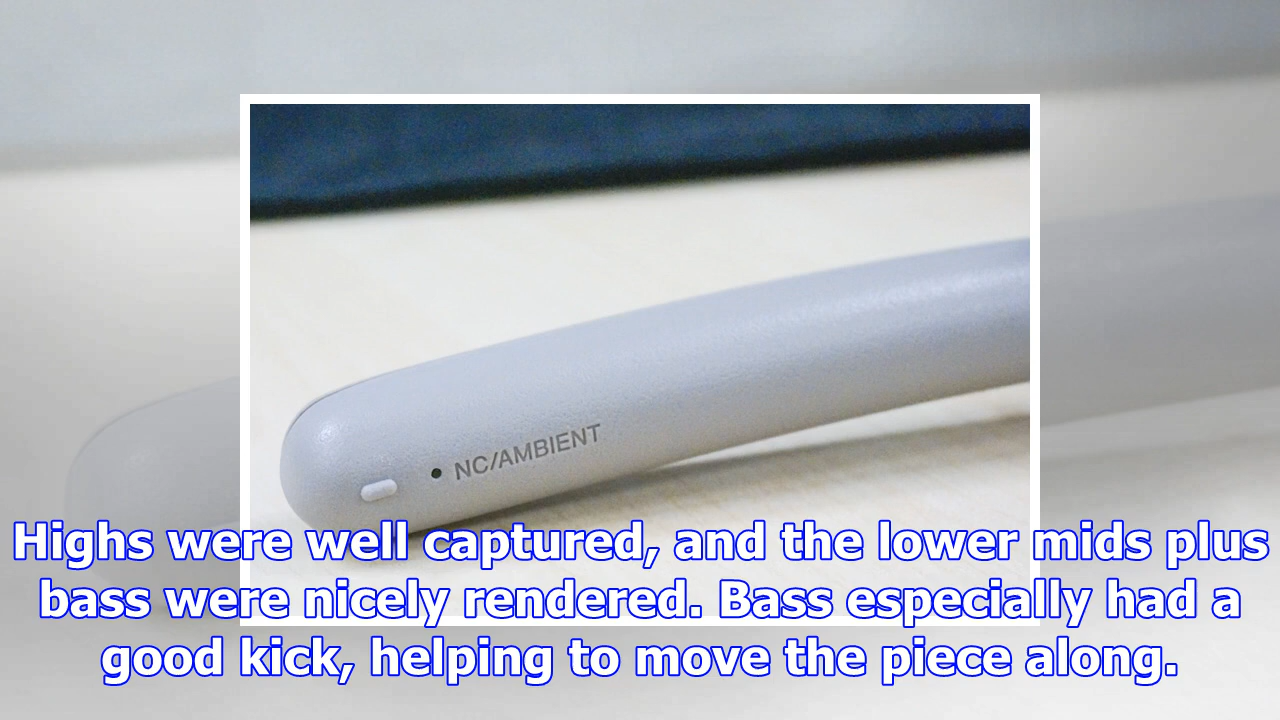 NC/AMBIENT
Highs were well captured, and the lower mids plus
bass were nicely rendered. Bass especially had a
good kick, helping to move the piece along.